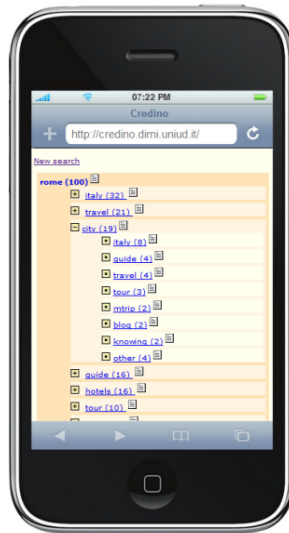 07:22 PM
Credino
http://credino.dimi.uniud.it/
New search
rome (100)
italy (32)
travel (21)
city (19)
italy (8)
guide (4)
travel (4)
tour (3)
mtrip (2)
blog (2)
knowing (2)
other (4)
guide (16)
hotels (16)
tour (10)